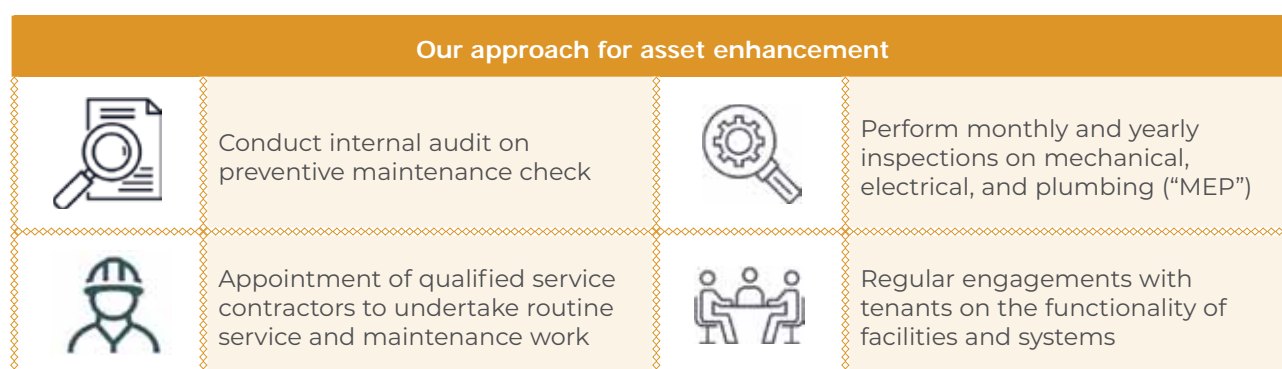 Our approach for asset enhancement
Conduct internal audit on
preventive maintenance check
Perform monthly and yearly
inspections on mechanical,
electrical, and plumbing (“MEP”)
Appointment of qualified service
contractors to undertake routine
service and maintenance work
Regular engagements with
tenants on the functionality of
facilities and systems